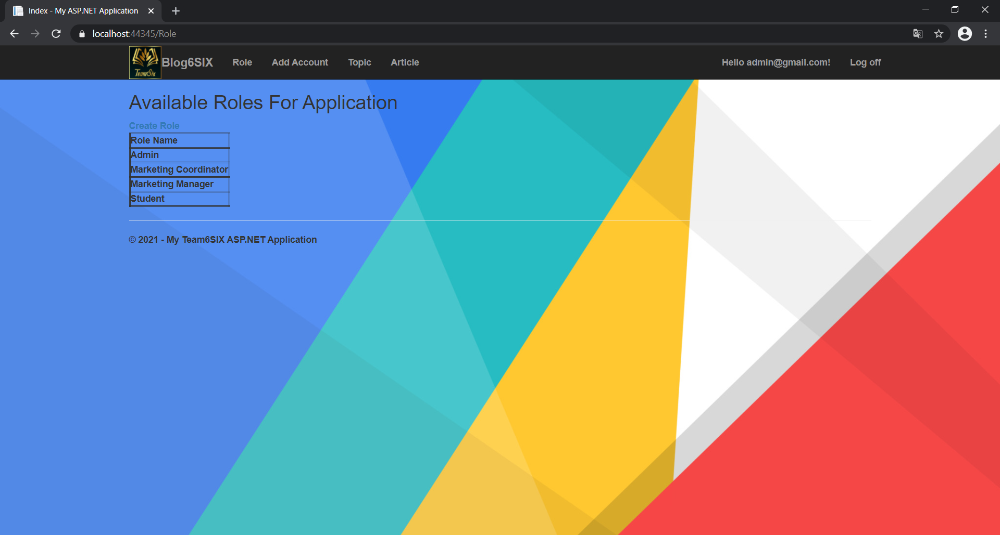 Index - My ASP.NET Application
localhost:44345/Role
TeamSix
Blog6SIX Role Add Account Topic Article Hello admin@gmail.com! Log off
Available Roles For Application
Create Role
Role Name
Admin
Marketing Coordinator
Marketing Manager
Student
© 2021 - My Team6SIX ASP.NET Application